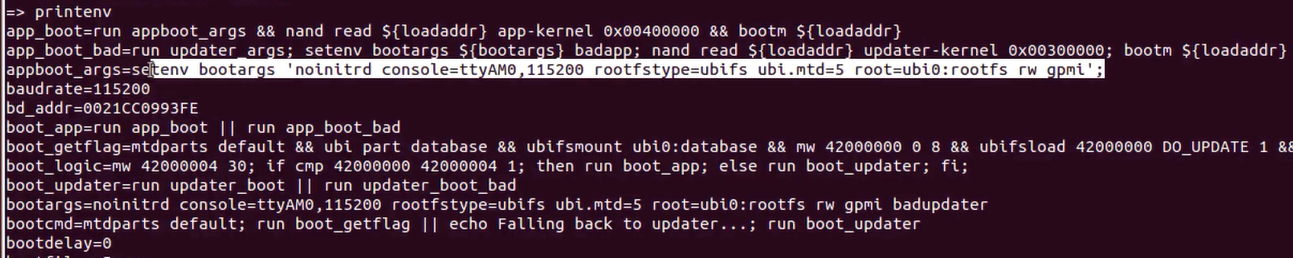 => printenv
app_boot=run appboot_args && nand read ${loadaddr} app-kernel 0x00400000 && bootm ${loadaddr}
app_boot_bad=run updater_args; setenv bootargs ${bootargs} badapp; nand read ${loadaddr} updater-kernel 0x00300000; bootm ${loadaddr}
appboot_args=setenv bootargs 'noinitrd console=ttyAM0,115200 rootfstype=ubifs ubi.mtd=5 root=ubi0:rootfs rw gpmi';
baudrate=115200
bd_addr=0021CC0993FE
boot_app=run app_boot || run app_boot_bad
boot_getflag=mtdparts default && ubi part database && ubifsmount ubi0:database && mw 42000000 0 8 && ubifsload 42000000 DO_UPDATE 1 &&
boot_logic=mw 42000004 30; if cmp 42000000 42000004 1; then run boot_app; else run boot_updater; fi;
boot_updater=run updater_boot || run updater_boot_bad
bootargs=noinitrd console=ttyAM0,115200 rootfstype=ubifs ubi.mtd=5 root=ubi0:rootfs rw gpmi badupdater
bootcmd=mtdparts default; run boot_getflag || echo Falling back to updater...; run boot_updater
bootdelay=0